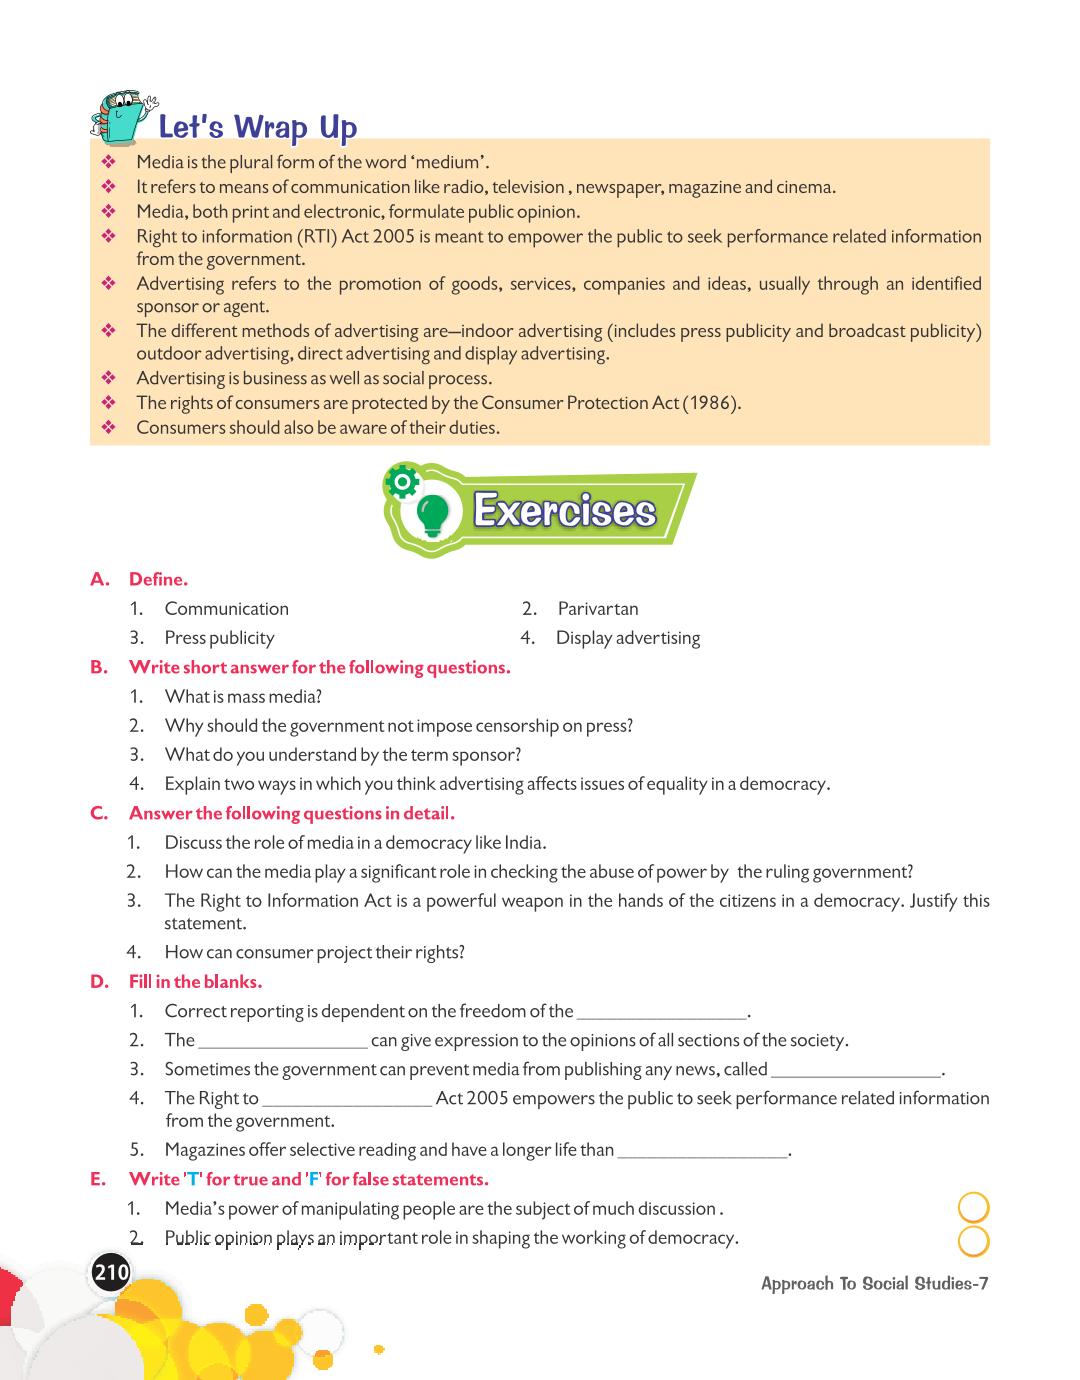 Let's Wrap Up
❖ Media is the plural form of the word ‘medium’.
❖ It refers to means of communication like radio, television , newspaper, magazine and cinema.
❖ Media, both print and electronic, formulate public opinion.
❖ Right to information (RTI) Act 2005 is meant to empower the public to seek performance related information
from the government.
❖ Advertising refers to the promotion of goods, services, companies and ideas, usually through an identified
sponsor or agent.
❖ The different methods of advertising are—indoor advertising (includes press publicity and broadcast publicity)
outdoor advertising, direct advertising and display advertising.
❖ Advertising is business as well as social process.
❖ The rights of consumers are protected by the Consumer Protection Act (1986).
❖ Consumers should also be aware of their duties.
Exercises
A. Define.
1. Communication 2. Parivartan
3. Press publicity 4. Display advertising
B. Write short answer for the following questions.
1. What is mass media?
2. Why should the government not impose censorship on press?
3. What do you understand by the term sponsor?
4. Explain two ways in which you think advertising affects issues of equality in a democracy.
C. Answer the following questions in detail.
1. Discuss the role of media in a democracy like India.
2. How can the media play a significant role in checking the abuse of power by the ruling government?
3. The Right to Information Act is a powerful weapon in the hands of the citizens in a democracy. Justify this
statement.
4. How can consumer project their rights?
D. Fill in the blanks.
1. Correct reporting is dependent on the freedom of the _________________.
2. The _________________ can give expression to the opinions of all sections of the society.
3. Sometimes the government can prevent media from publishing any news, called _________________.
4. The Right to _________________ Act 2005 empowers the public to seek performance related information
from the government.
5. Magazines offer selective reading and have a longer life than _________________.
E. Write 'T' for true and 'F' for false statements.
1. Media’s power of manipulating people are the subject of much discussion .
2. Public opinion plays an important role in shaping the working of democracy.
210
Approach To Social Studies-7